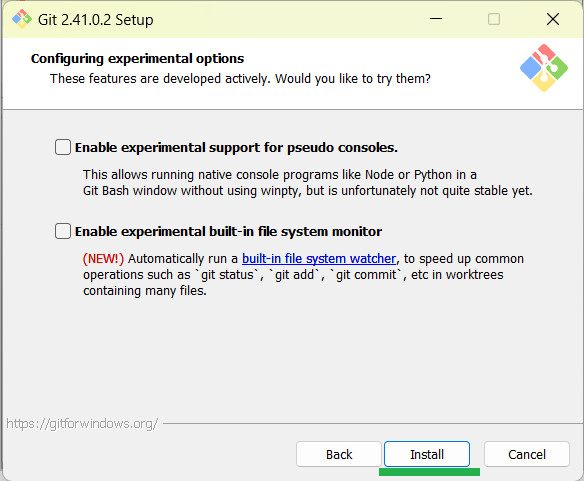 Git 2.41.0.2 Setup
Configuring experimental options
These features are developed actively. Would you like to try them?
Enable experimental support for pseudo consoles.
This allows running native console programs like Node or Python in a
Git Bash window without using winpty, but is unfortunately not quite stable yet.
Enable experimental built-in file system monitor
(NEW!) Automatically run a built-in file system watcher, to speed up common
operations such as `git status`, `git add`, `git commit`, etc in worktrees
containing many files.
https://gitforwindows.org/
Back Install Cancel